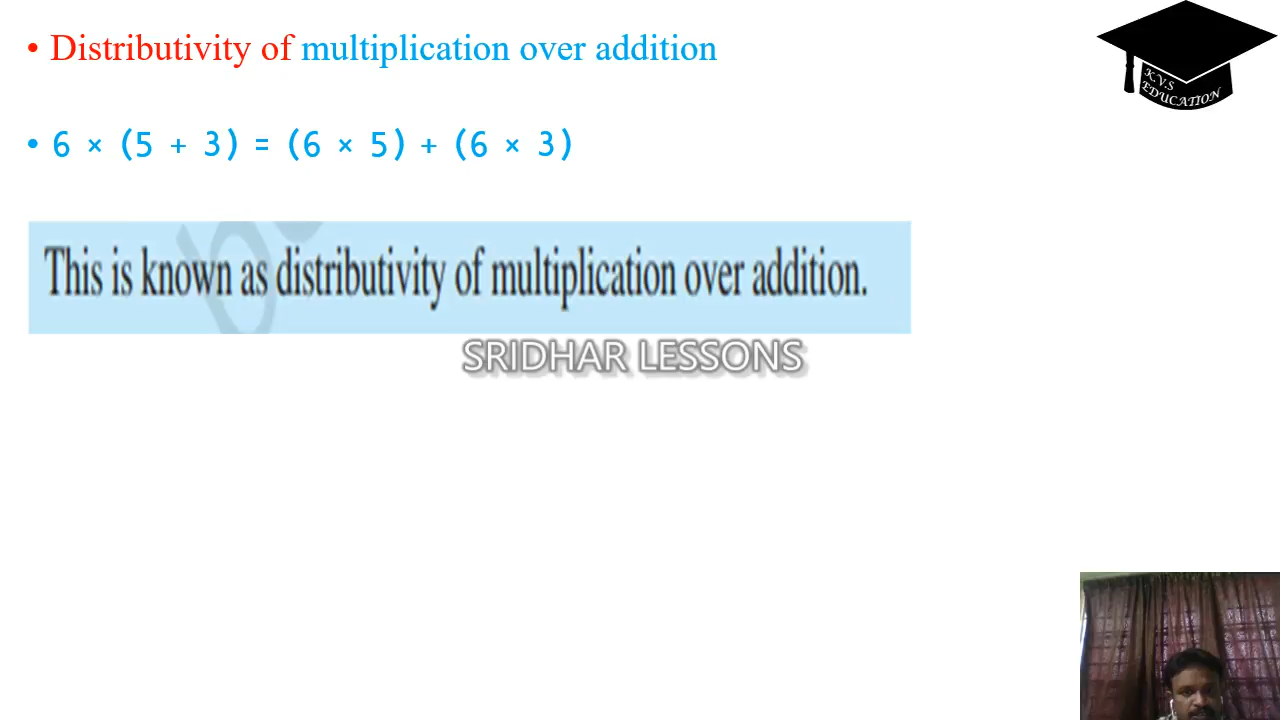 • Distributivity of multiplication over addition
K.V.S
EDUCATION
• 6 × (5 + 3) = (6 × 5) + (6 × 3)
This is known as distributivity of multiplication over addition.
SRIDHAR LESSONS